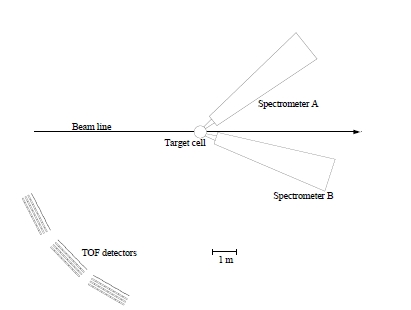 Spectrometer A
Beam line
Target cell
Spectrometer B
TOF detectors
1 m